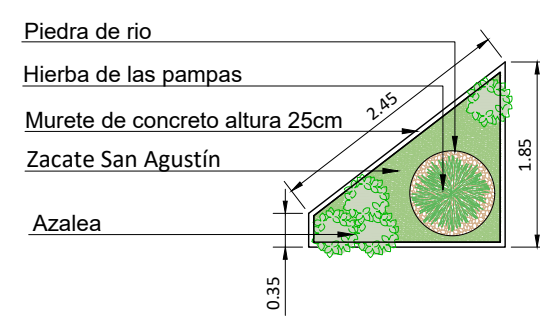 Piedra de rio
Hierba de las pampas
2.45
Murete de concreto altura 25cm
1.85
Zacate San Agustín
Azalea
0.35